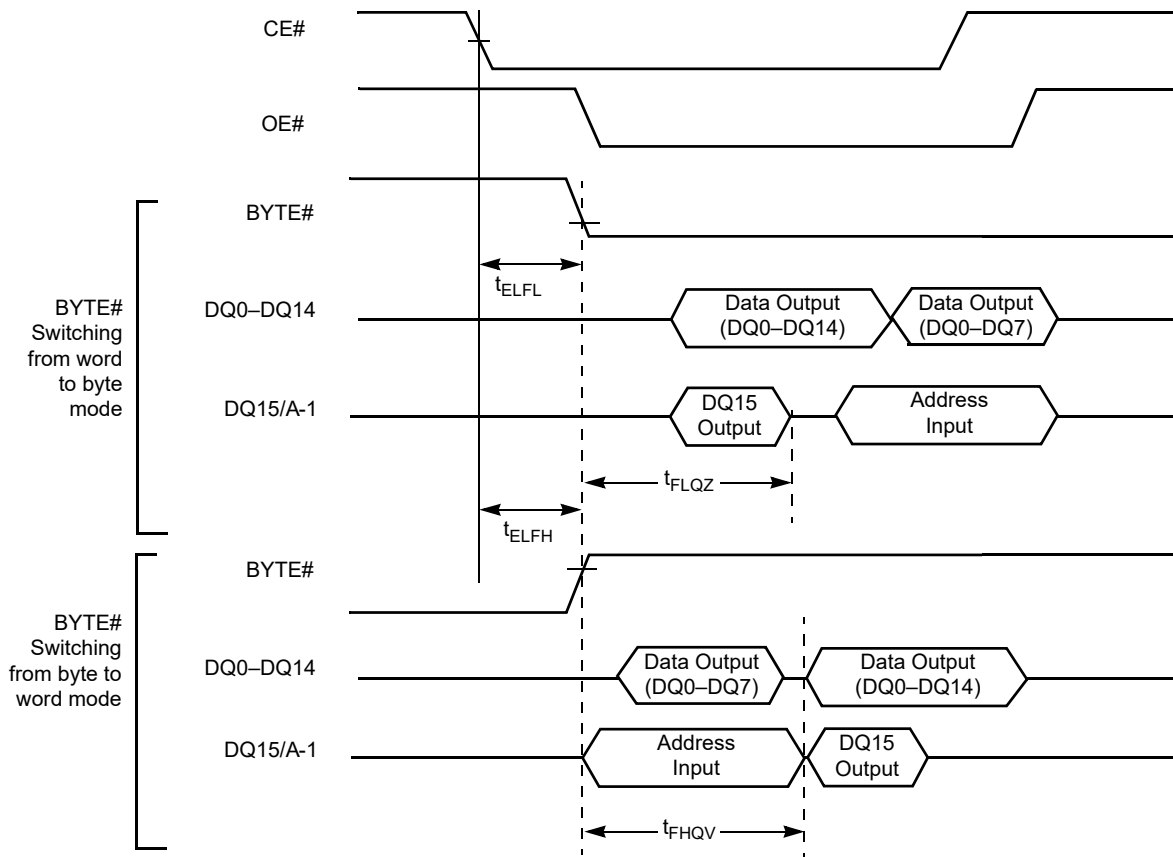 CE#
OE#
BYTE#
tELFL
BYTE#
Switching
from word
to byte
mode
DQ0–DQ14
Data Output
(DQ0–DQ14)
Data Output
(DQ0–DQ7)
DQ15/A-1
DQ15
Output
Address
Input
tFLQZ
tELFH
BYTE#
BYTE#
Switching
from byte to
word mode
DQ0–DQ14
Data Output
(DQ0–DQ7)
Data Output
(DQ0–DQ14)
DQ15/A-1
Address
Input
DQ15
Output
tFHQV